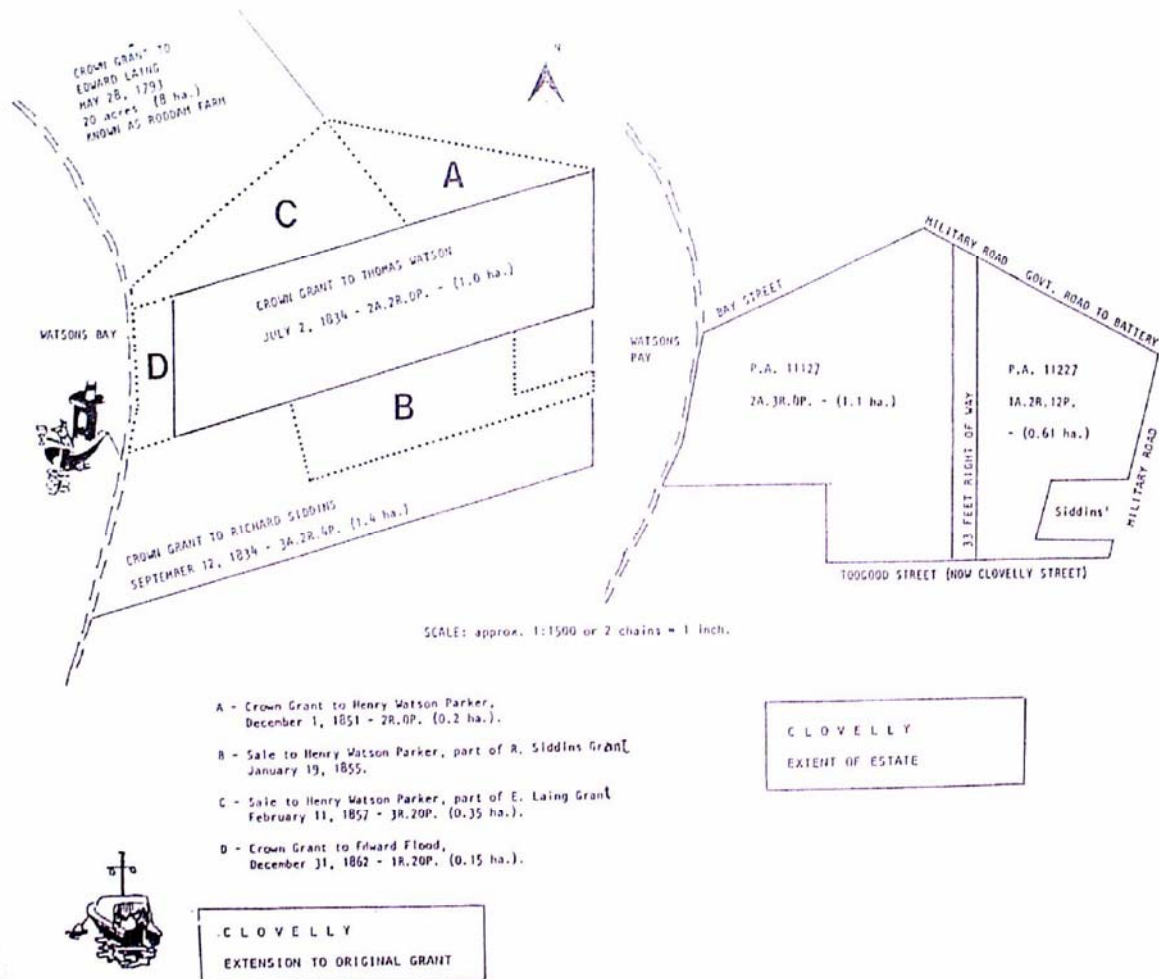 CROWN GRANT TO
EDWARD LAING
MAY 28, 1793
20 acres (8 ha.)
KNOWN AS RODDAM FARM
N
A
C
CROWN GRANT TO THOMAS WATSON
JULY 2, 1834 - 2A.2R.0P. - (1.0 ha.)
WATSONS BAY
D
B
CROWN GRANT TO RICHARD SIDDINS
SEPTEMBER 12, 1834 - 3A.2R.4P. (1.4 ha.)
WATSONS
BAY
BAY STREET
MILITARY ROAD - GOVT. ROAD TO BATTERY
P.A. 11127
2A.3R.0P. - (1.1 ha.)
33 FEET RIGHT OF WAY
P.A. 11227
1A.2R.12P.
- (0.61 ha.)
Siddins'
MILITARY ROAD
TOOGOOD STREET (NOW CLOVELLY STREET)
SCALE: approx. 1:1500 or 2 chains = 1 inch.
A - Crown Grant to Henry Watson Parker,
December 1, 1851 - 2R.0P. (0.2 ha.).
B - Sale to Henry Watson Parker, part of R. Siddins Grant
January 19, 1855.
C - Sale to Henry Watson Parker, part of E. Laing Grant
February 11, 1857 - 3R.20P. (0.35 ha.).
D - Crown Grant to Edward Flood,
December 31, 1862 - 1R.20P. (0.15 ha.).
CLOVELLY
EXTENT OF ESTATE
CLOVELLY
EXTENSION TO ORIGINAL GRANT